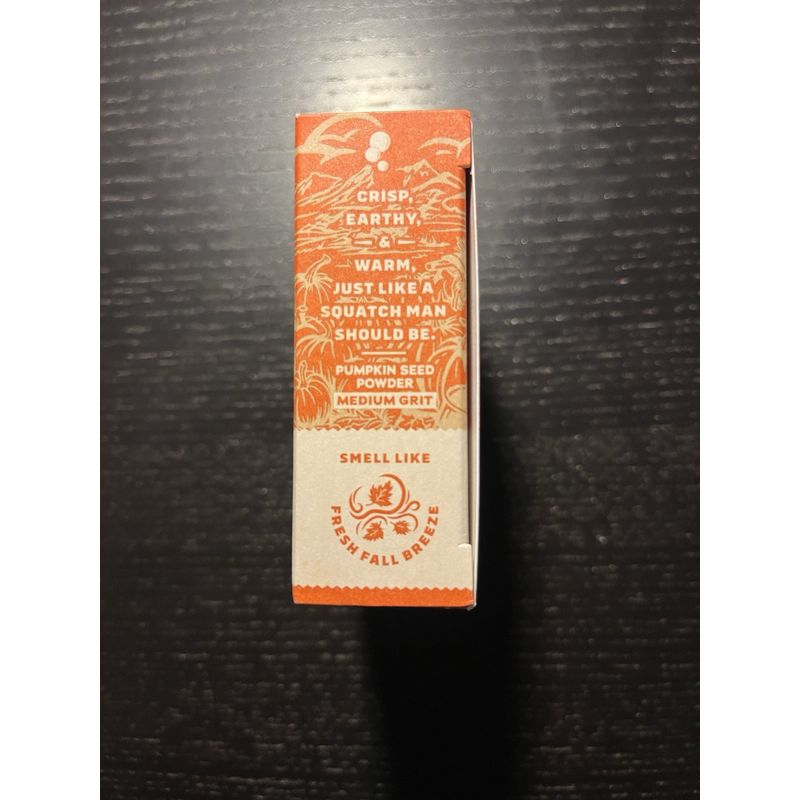 CRISP,
EARTHY,
&
WARM,
JUST LIKE A
SQUATCH MAN
SHOULD BE.
PUMPKIN SEED
POWDER
MEDIUM GRIT
SMELL LIKE
FRESH FALL BREEZE